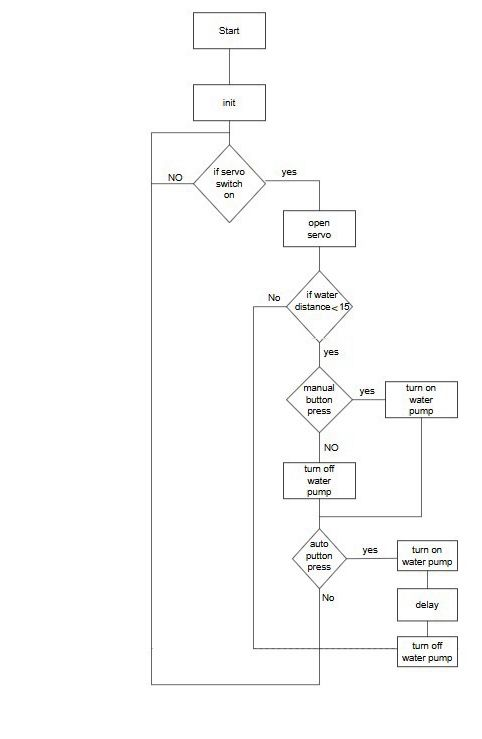 Start
init
if servo
switch
on
NO
yes
open
servo
if water
distance< 15
No
yes
manual
button
press
yes
turn on
water
pump
NO
turn off
water
pump
auto
putton
press
yes
turn on
water pump
No
delay
turn off
water pump